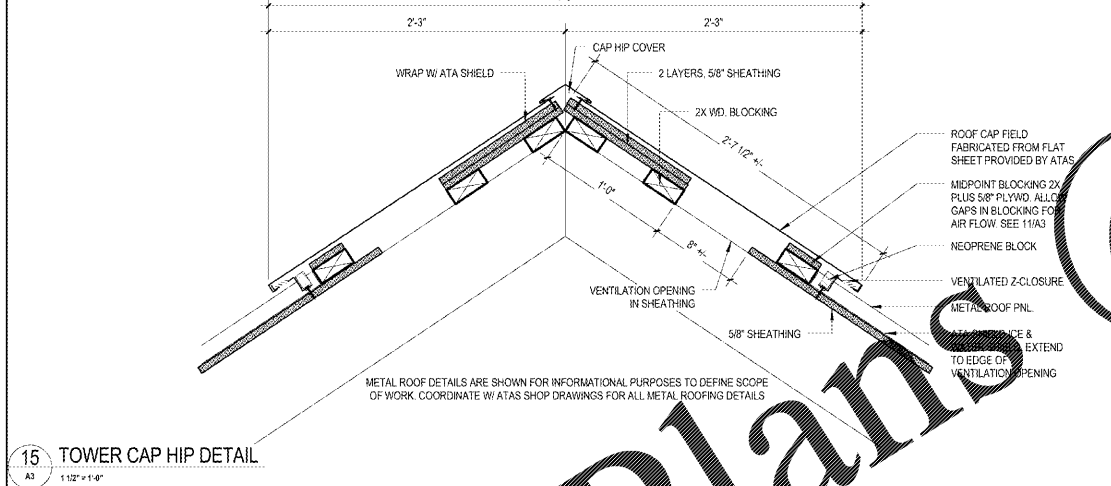 2'-3"
2'-3"
CAP HIP COVER
WRAP W/ ATA SHIELD
2 LAYERS, 5/8" SHEATHING
2X WD. BLOCKING
2'-7 1/2" +/-
ROOF CAP FIELD
FABRICATED FROM FLAT
SHEET PROVIDED BY ATAS
1'-0"
MIDPOINT BLOCKING 2X
PLUS 5/8" PLYWD. ALLOW
GAPS IN BLOCKING FOR
AIR FLOW. SEE 11/A3
8" +/-
NEOPRENE BLOCK
VENTILATION OPENING
IN SHEATHING
VENTILATED Z-CLOSURE
METAL ROOF PNL.
5/8" SHEATHING
ATA SHIELD ICE &
WATER SHIELD, EXTEND
TO EDGE OF
VENTILATION OPENING
METAL ROOF DETAILS ARE SHOWN FOR INFORMATIONAL PURPOSES TO DEFINE SCOPE
OF WORK. COORDINATE W/ ATAS SHOP DRAWINGS FOR ALL METAL ROOFING DETAILS
Plans
15
A3
TOWER CAP HIP DETAIL
1 1/2" = 1'-0"